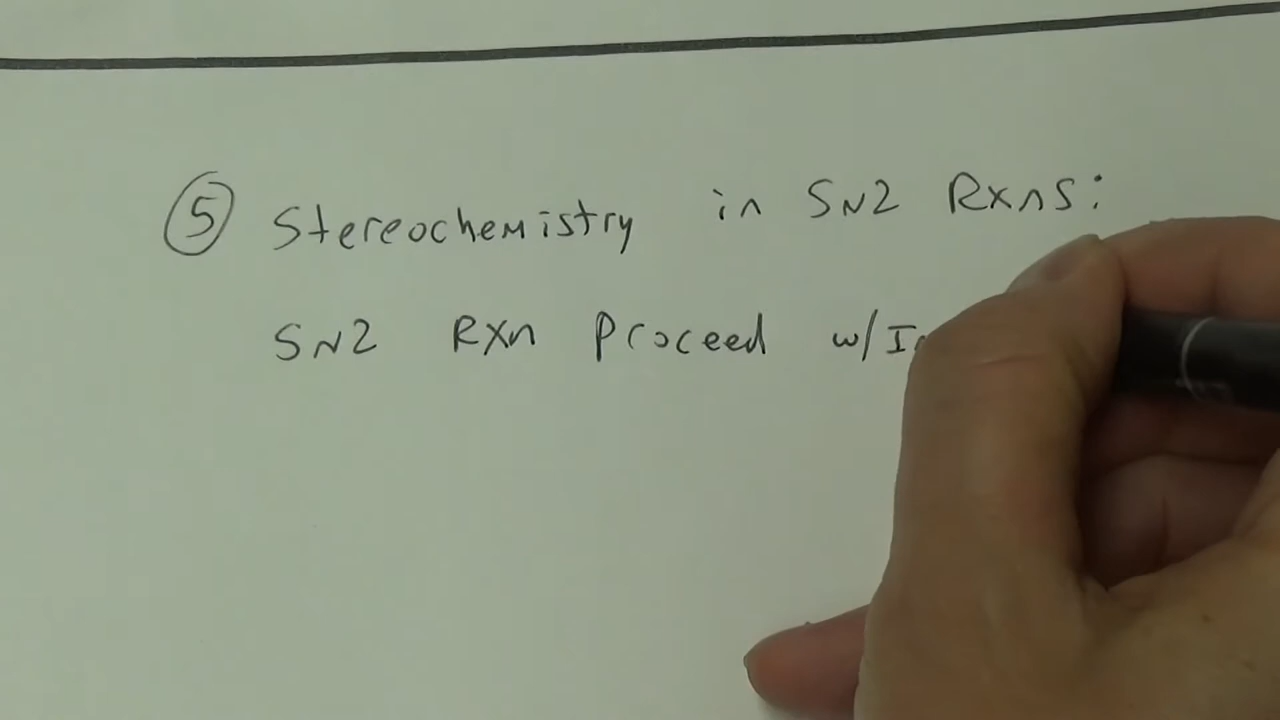 ⑤ Stereochemistry in SN2 Rxns:
SN2 Rxn Proceed w/